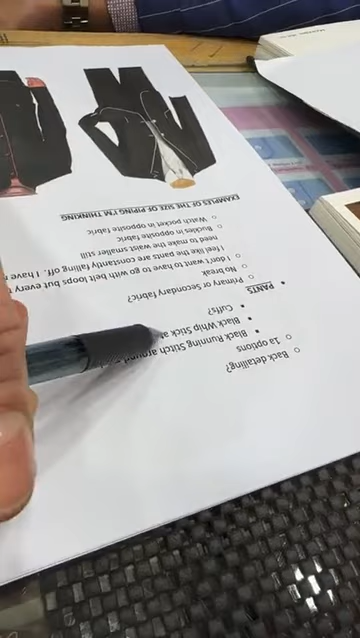 Back detailing?
1a options
Black Running Stitch around
Black Whip Stick
Cuffs?
PANTS
Primary or Secondary fabric?
No break
I don't want to have to go with belt loops but every
feel like the pants are constantly falling off. I have
need to make the waist smaller still
Buckles in opposite fabric
Watch pocket in opposite fabric
EXAMPLES OF THE SIZE OF PIPING I'M THINKING